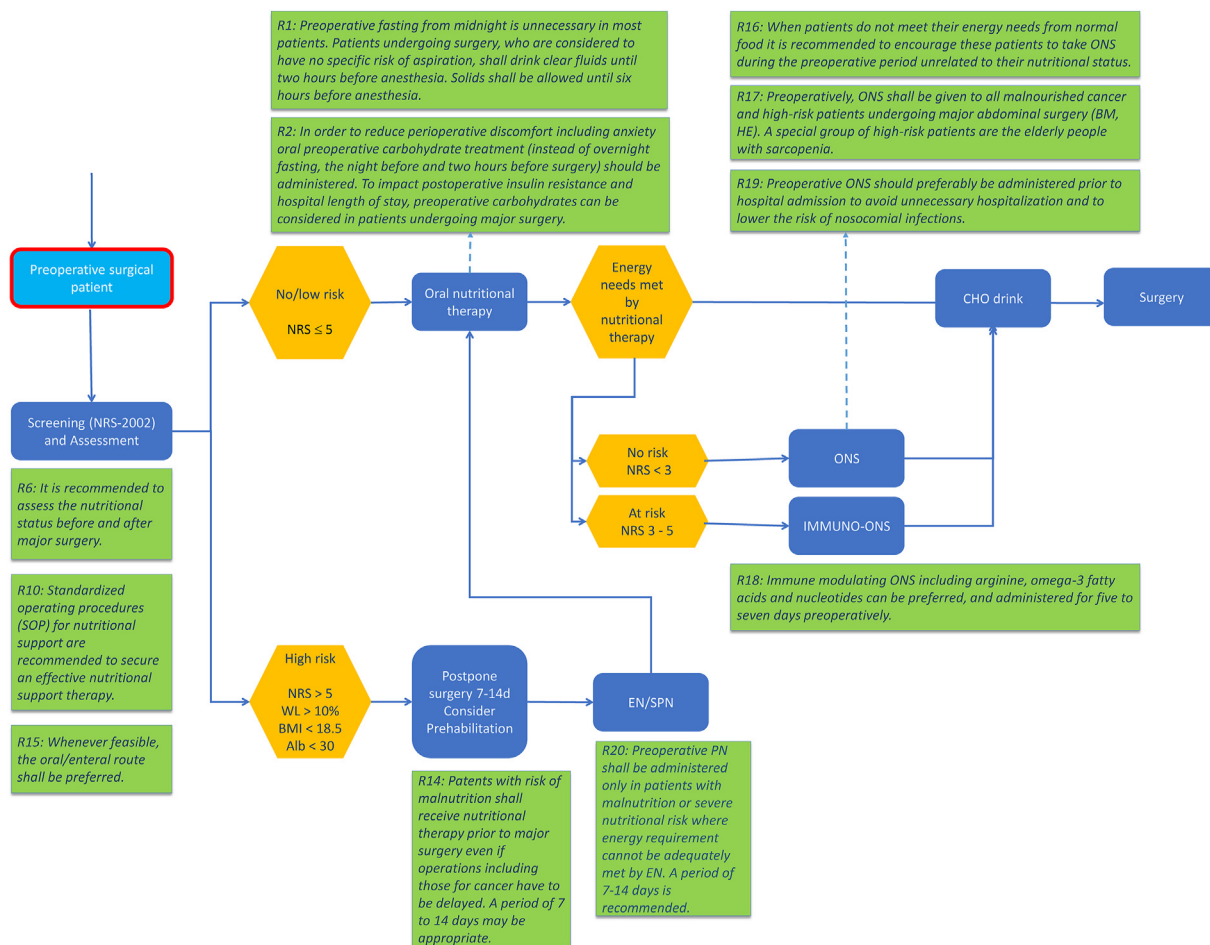 R1: Preoperative fasting from midnight is unnecessary in most
patients. Patients undergoing surgery, who are considered to
have no specific risk of aspiration, shall drink clear fluids until
two hours before anesthesia. Solids shall be allowed until six
hours before anesthesia.
R2: In order to reduce perioperative discomfort including anxiety
oral preoperative carbohydrate treatment (instead of overnight
fasting, the night before and two hours before surgery) should be
administered. To impact postoperative insulin resistance and
hospital length of stay, preoperative carbohydrates can be
considered in patients undergoing major surgery.
R16: When patients do not meet their energy needs from normal
food it is recommended to encourage these patients to take ONS
during the preoperative period unrelated to their nutritional status.
R17: Preoperatively, ONS shall be given to all malnourished cancer
and high-risk patients undergoing major abdominal surgery (BM,
HE). A special group of high-risk patients are the elderly people
with sarcopenia.
R19: Preoperative ONS should preferably be administered prior to
hospital admission to avoid unnecessary hospitalization and to
lower the risk of nosocomial infections.
Preoperative surgical
patient
No/low risk
NRS ≤ 5
Oral nutritional
therapy
Energy
needs met
by
nutritional
therapy
CHO drink
Surgery
Screening (NRS-2002)
and Assessment
No risk
NRS < 3
ONS
At risk
NRS 3 - 5
IMMUNO-ONS
R6: It is recommended to
assess the nutritional
status before and after
major surgery.
R10: Standardized
operating procedures
(SOP) for nutritional
support are
recommended to secure
an effective nutritional
support therapy.
R15: Whenever feasible,
the oral/enteral route
shall be preferred.
R18: Immune modulating ONS including arginine, omega-3 fatty
acids and nucleotides can be preferred, and administered for five to
seven days preoperatively.
High risk
NRS > 5
WL > 10%
BMI < 18.5
Alb < 30
Postpone
surgery 7-14d
Consider
Prehabilitation
EN/SPN
R14: Patents with risk of
malnutrition shall
receive nutritional
therapy prior to major
surgery even if
operations including
those for cancer have to
be delayed. A period of 7
to 14 days may be
appropriate.
R20: Preoperative PN
shall be administered
only in patients with
malnutrition or severe
nutritional risk where
energy requirement
cannot be adequately
met by EN. A period of
7-14 days is
recommended.